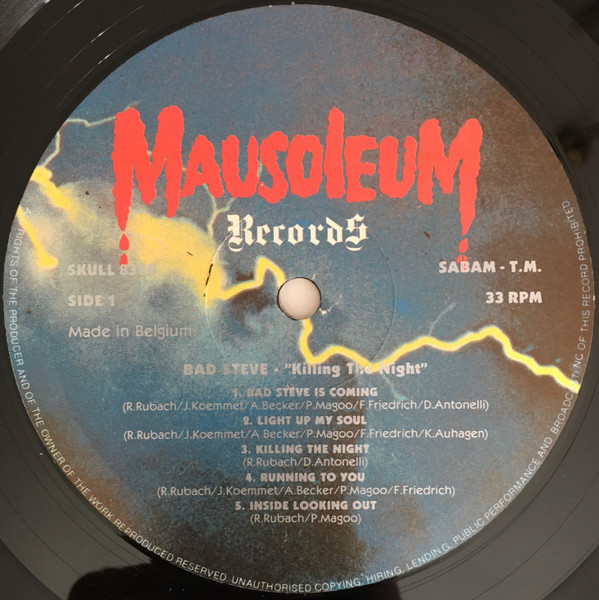 MAUSOLEUM
Records
SABAM - T.M.
SKULL
SIDE 1
33 RPM
Made in Belgium
BAD STEVE - "Killing The Night"
1. BAD STEVE IS COMING
(R.Rubach/J.Koemmet/A.Becker/P.Magoo/F.Friedrich/D.Antonelli)
2. LIGHT UP MY SOUL
(R.Rubach/J.Koemmet/A.Becker/P.Magoo/F.Friedrich/K.Auhagen)
3. KILLING THE NIGHT
(R.Rubach/D.Antonelli)
4. RUNNING TO YOU
(R.Rubach/J.Koemmet/A.Becker/P.Magoo/F.Friedrich)
5. INSIDE LOOKING OUT
(R.Rubach/P.Magoo)
RIGHTS OF THE PRODUCER AND OF THE OWNER OF THE WORK REPRODUCED RESERVED. UNAUTHORISED COPYING, HIRING, LENDING, PUBLIC PERFORMANCE AND BROADCASTING OF THIS RECORD PROHIBITED